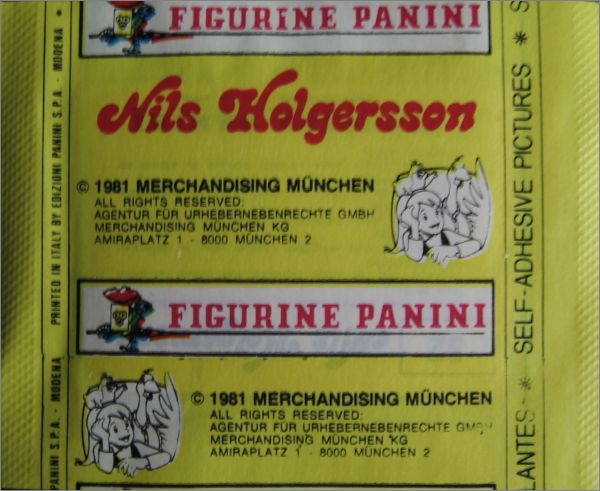 FIGURINE PANINI
Nils Holgersson
© 1981 MERCHANDISING MÜNCHEN
ALL RIGHTS RESERVED:
AGENTUR FÜR URHEBERNEBENRECHTE GMBH
MERCHANDISING MÜNCHEN KG
AMIRAPLATZ 1 - 8000 MÜNCHEN 2
FIGURINE PANINI
© 1981 MERCHANDISING MÜNCHEN
ALL RIGHTS RESERVED:
AGENTUR FÜR URHEBERNEBENRECHTE GMBH
MERCHANDISING MÜNCHEN KG
AMIRAPLATZ 1 - 8000 MÜNCHEN 2
PANINI S.P.A. - MODENA
PRINTED IN ITALY BY EDIZIONI PANINI S.P.A. - MODENA •
LANTES - * SELF-ADHESIVE PICTURES * S